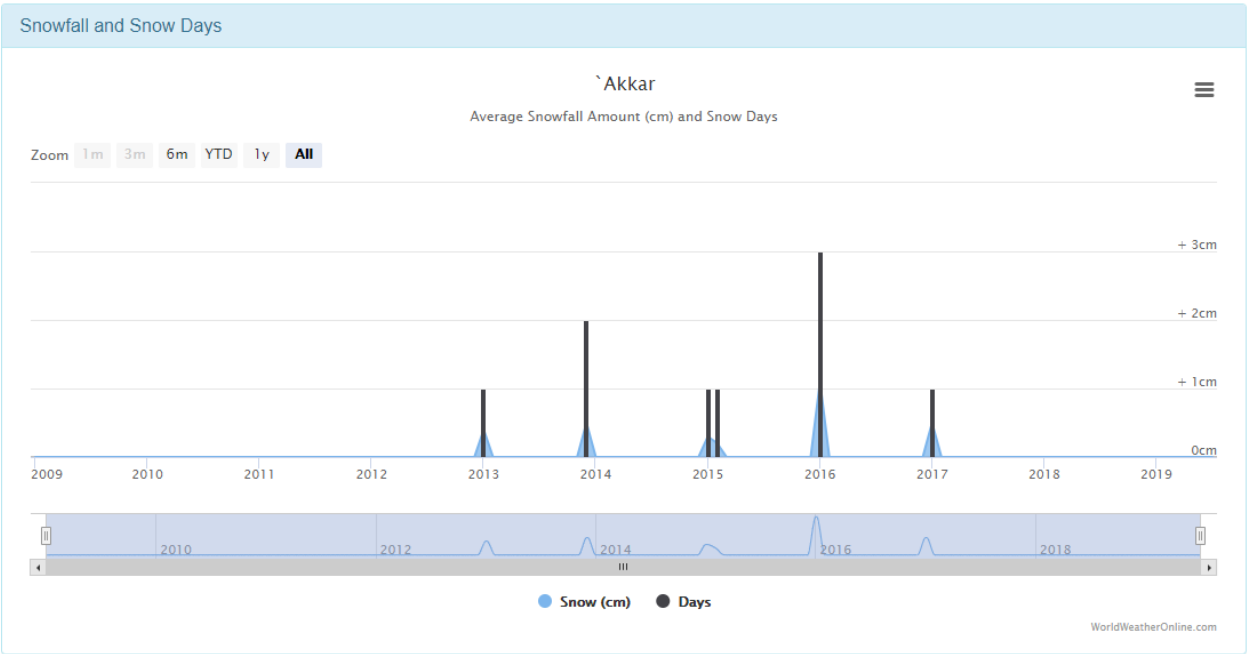 Snowfall and Snow Days
`Akkar
Average Snowfall Amount (cm) and Snow Days
Zoom 1m 3m 6m YTD 1y All
+ 3cm
+ 2cm
+ 1cm
0cm
2009 2010 2011 2012 2013 2014 2015 2016 2017 2018 2019
2010 2012 2014 2016 2018
Snow (cm) Days
WorldWeatherOnline.com